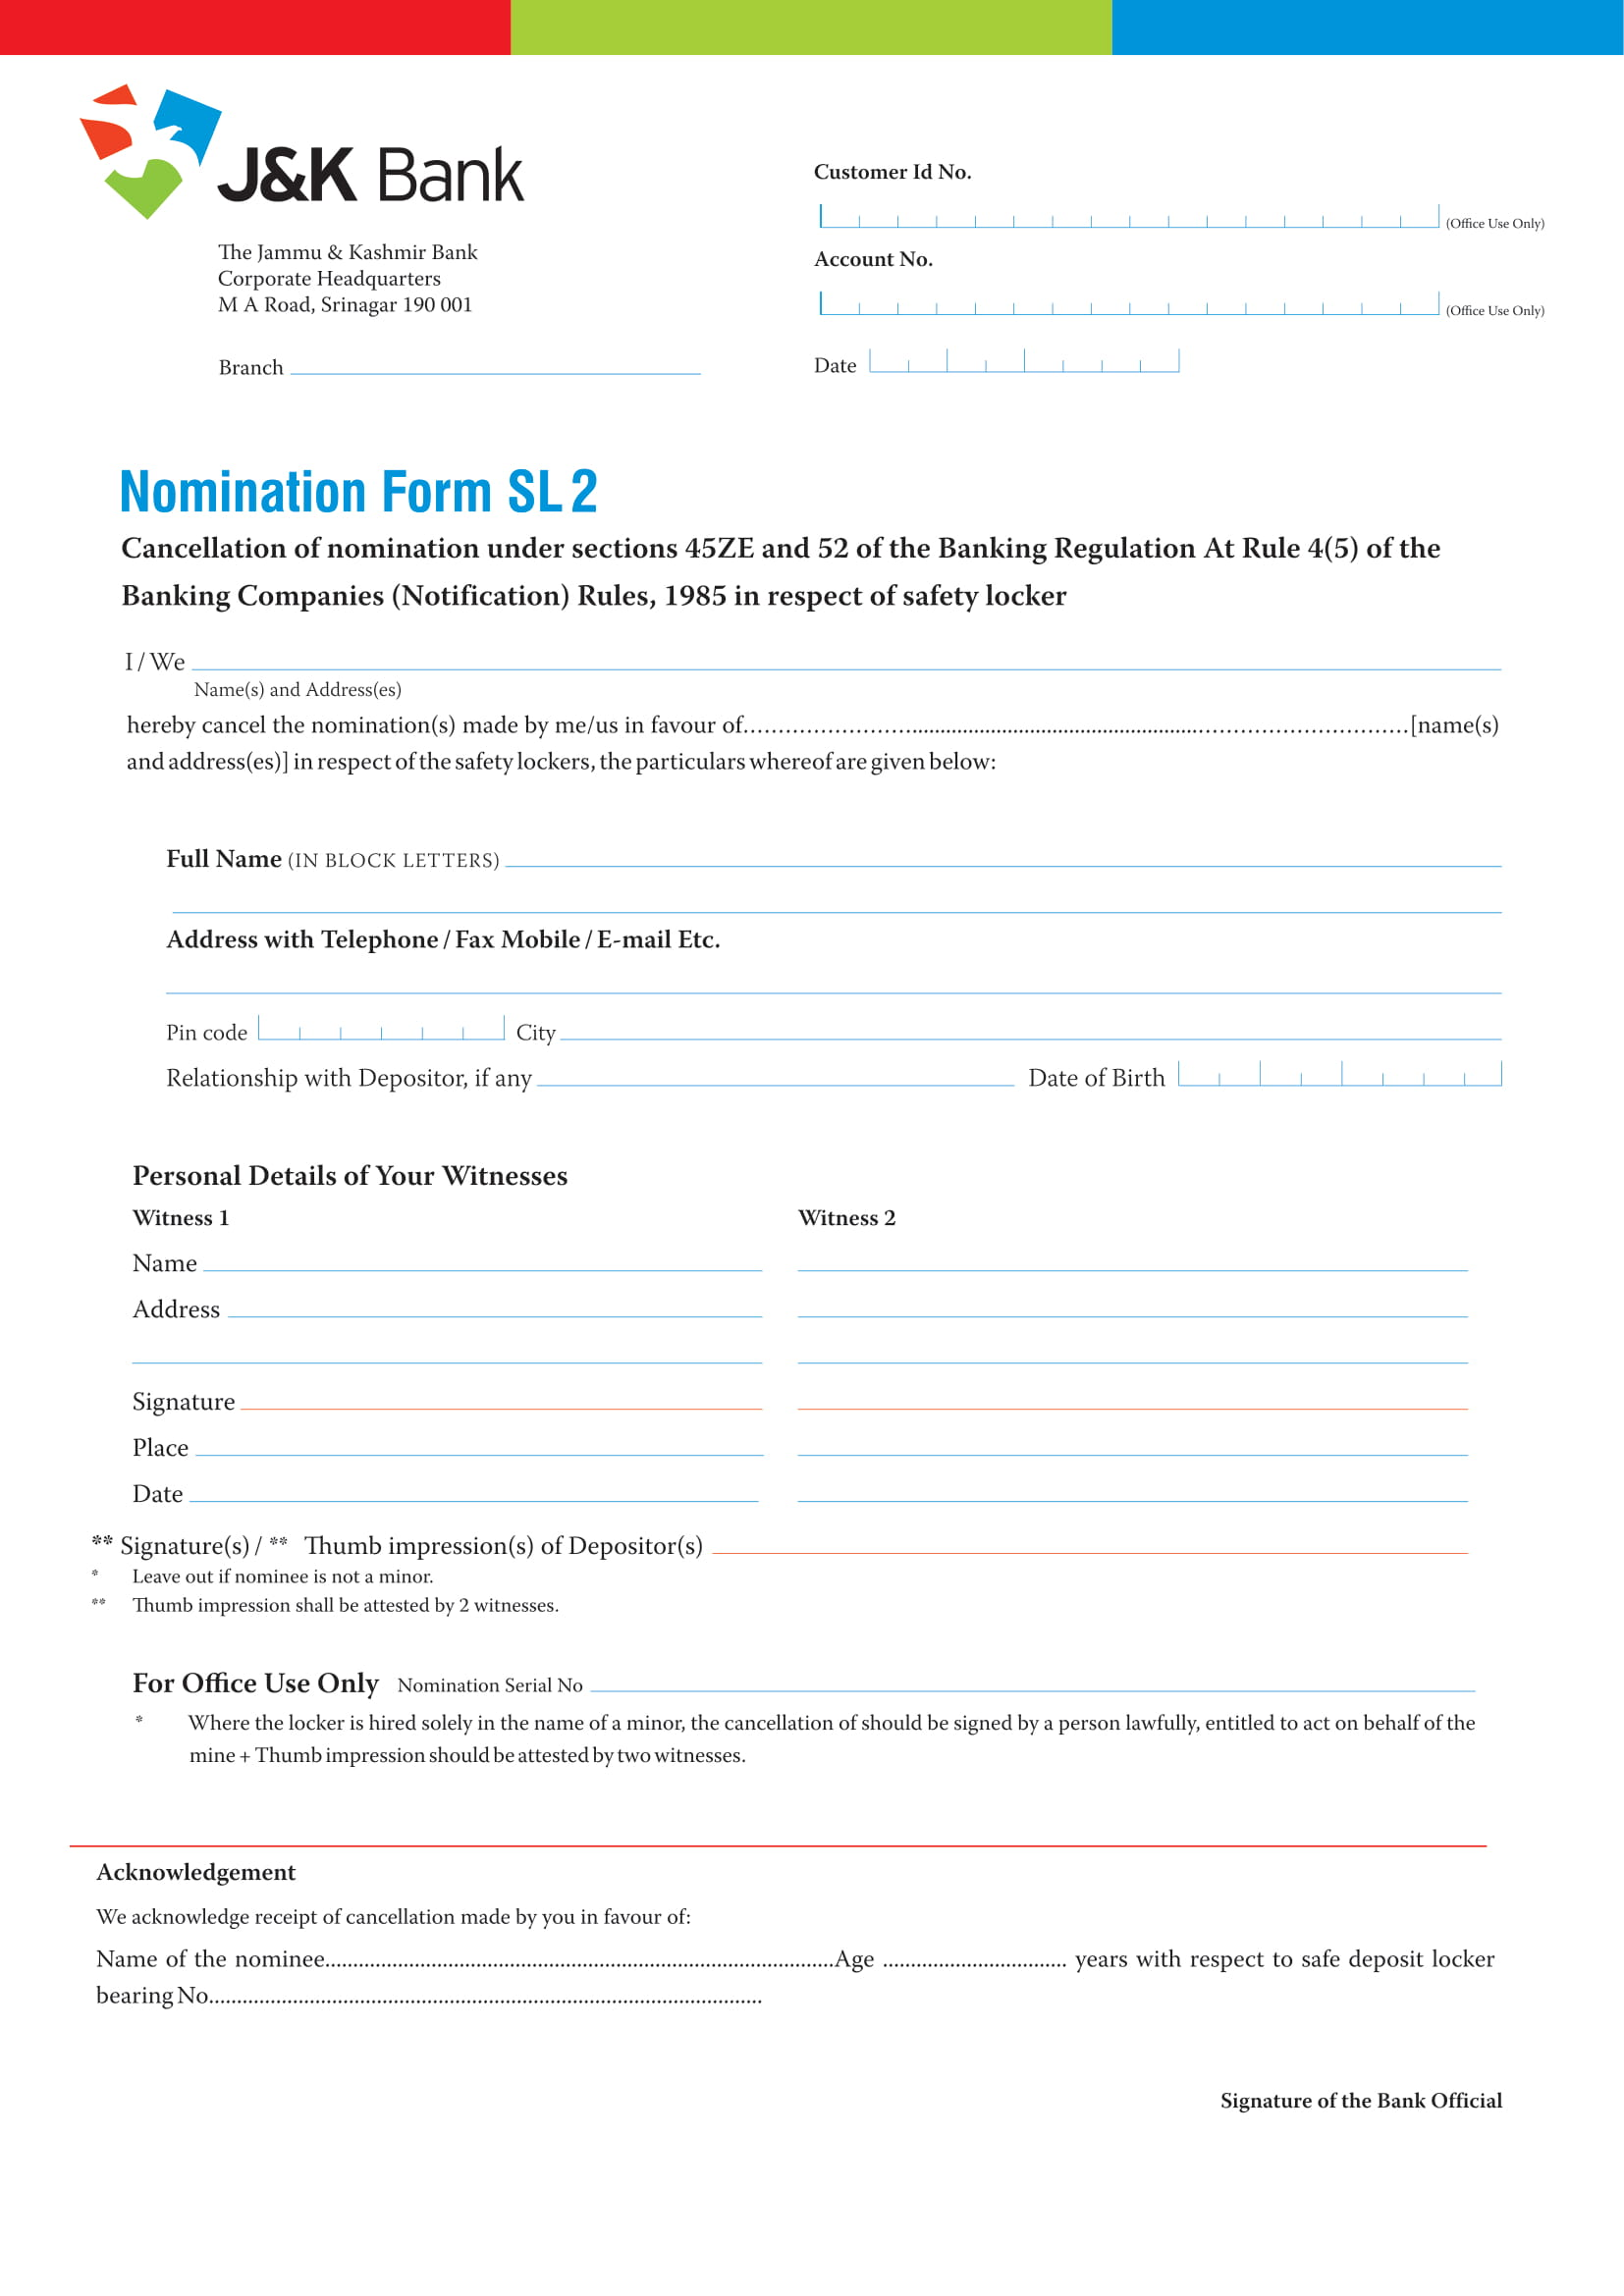 J&K Bank
The Jammu & Kashmir Bank
Corporate Headquarters
M A Road, Srinagar 190 001
Branch
Customer Id No.
(Office Use Only)
Account No.
(Office Use Only)
Date
Nomination Form SL 2
Cancellation of nomination under sections 45ZE and 52 of the Banking Regulation At Rule 4(5) of the
Banking Companies (Notification) Rules, 1985 in respect of safety locker
I / We
Name(s) and Address(es)
hereby cancel the nomination(s) made by me/us in favour of........................................................................[name(s)
and address(es)] in respect of the safety lockers, the particulars whereof are given below:
Full Name (IN BLOCK LETTERS)
Address with Telephone / Fax Mobile / E-mail Etc.
Pin code City
Relationship with Depositor, if any Date of Birth
Personal Details of Your Witnesses
Witness 1 Witness 2
Name
Address
Signature
Place
Date
** Signature(s) / ** Thumb impression(s) of Depositor(s)
* Leave out if nominee is not a minor.
** Thumb impression shall be attested by 2 witnesses.
For Office Use Only Nomination Serial No
* Where the locker is hired solely in the name of a minor, the cancellation of should be signed by a person lawfully, entitled to act on behalf of the
mine + Thumb impression should be attested by two witnesses.
Acknowledgement
We acknowledge receipt of cancellation made by you in favour of:
Name of the nominee...........................................................................Age ................................. years with respect to safe deposit locker
bearing No...................................................................................................
Signature of the Bank Official